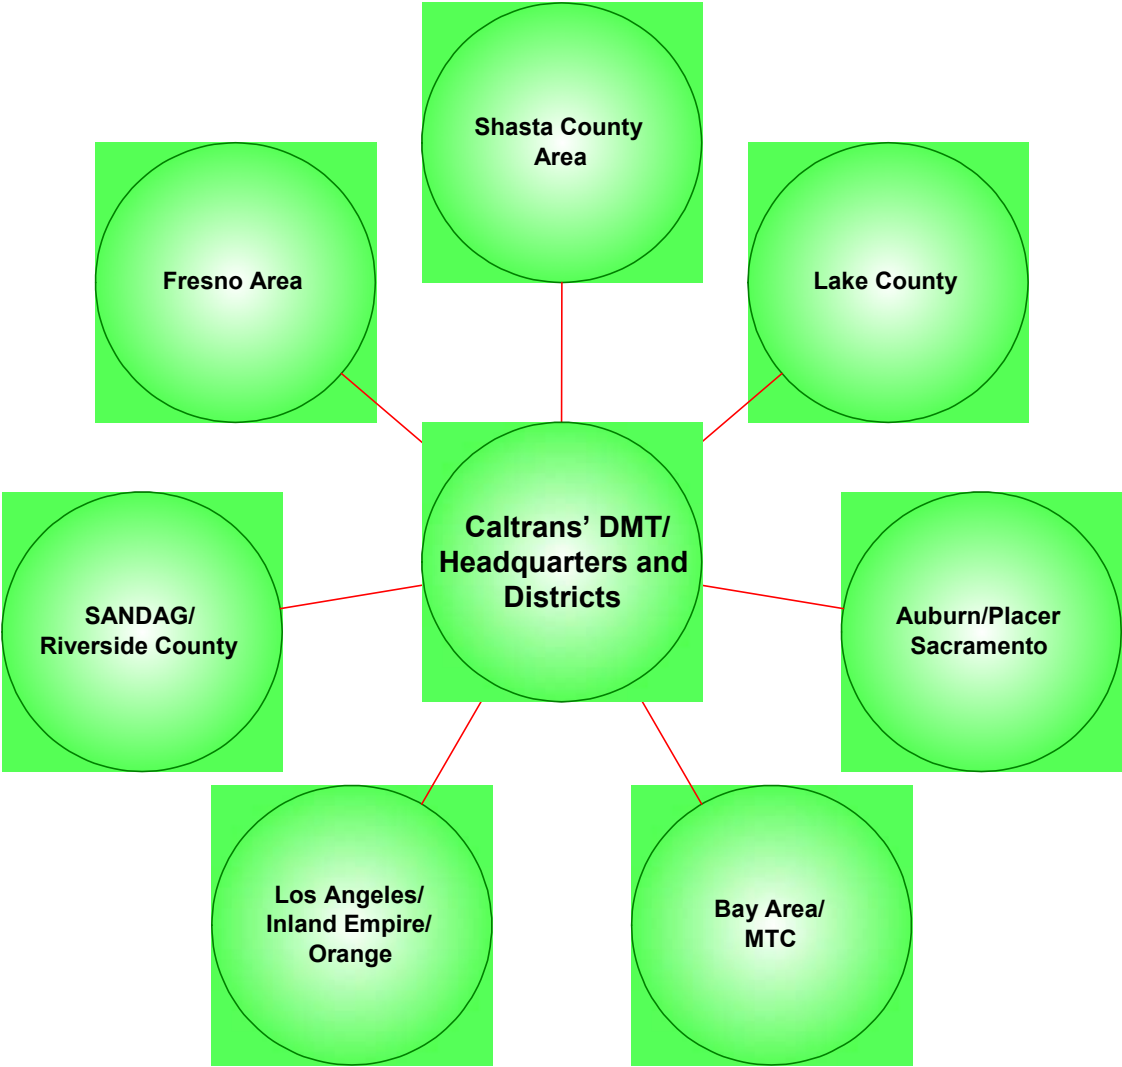 Shasta County
Area
Fresno Area
Lake County
Caltrans’ DMT/
Headquarters and
Districts
SANDAG/
Riverside County
Auburn/Placer
Sacramento
Los Angeles/
Inland Empire/
Orange
Bay Area/
MTC